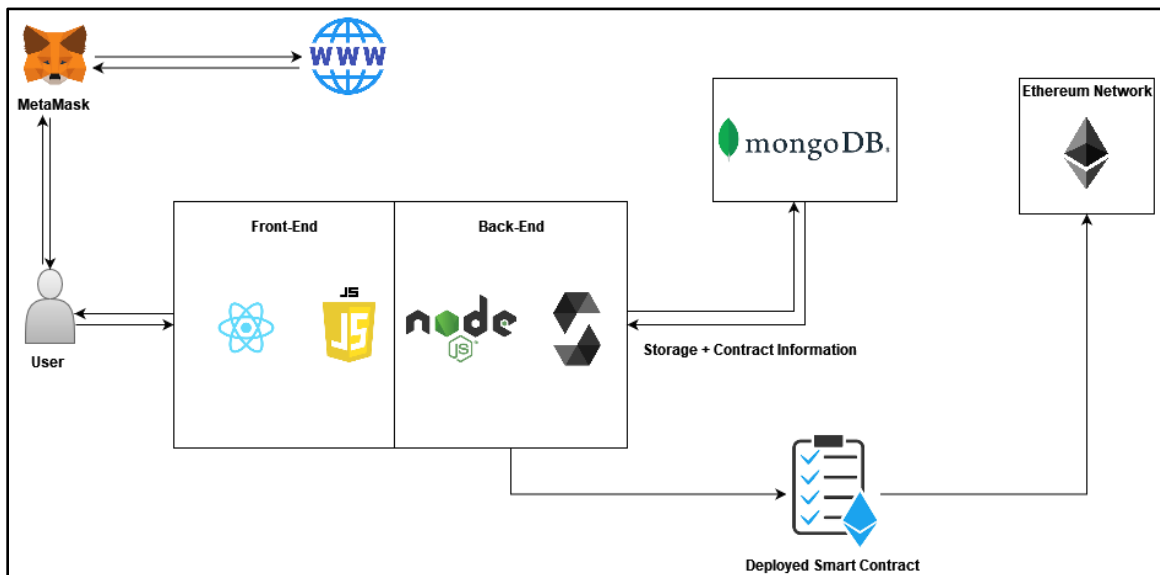 WWW
MetaMask
Ethereum Network
mongoDB.
Front-End
Back-End
JS
JS
node
JS
Storage + Contract Information
User
Deployed Smart Contract